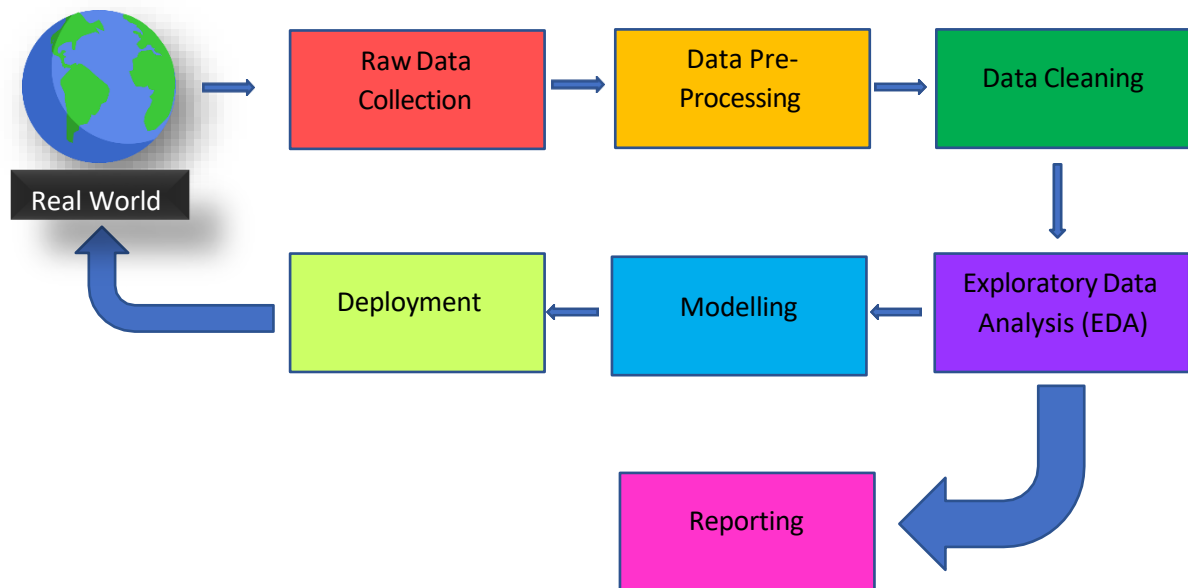 Real World
Raw Data
Collection
Data Pre-
Processing
Data Cleaning
Exploratory Data
Analysis (EDA)
Modelling
Deployment
Reporting